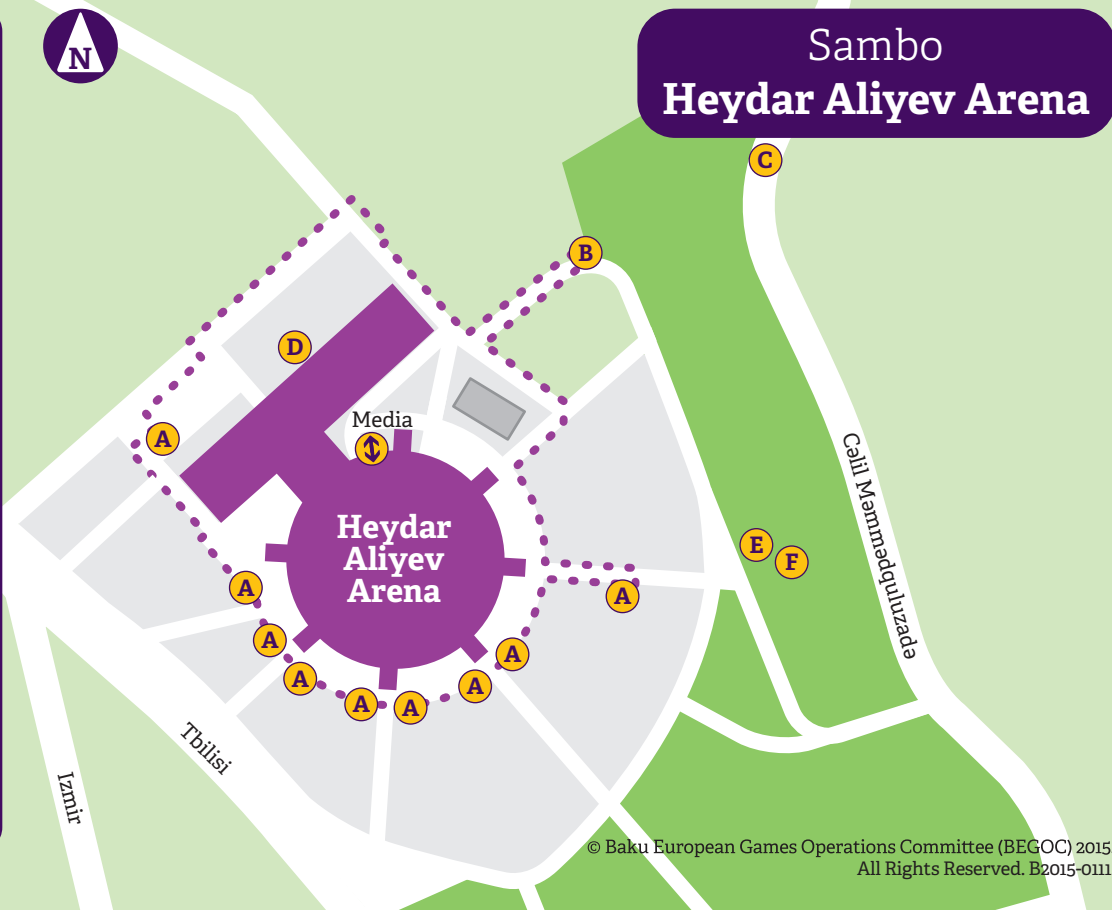 N
Sambo
Heydar Aliyev Arena
C
B
D
Media
A
Cəlil Məmmədquluzadə
Heydar
Aliyev
Arena
E
F
A
A
A
A
A
A
A
A
A
Tbilisi
Izmir
© Baku European Games Operations Committee (BEGOC) 2015.
All Rights Reserved. B2015-0111